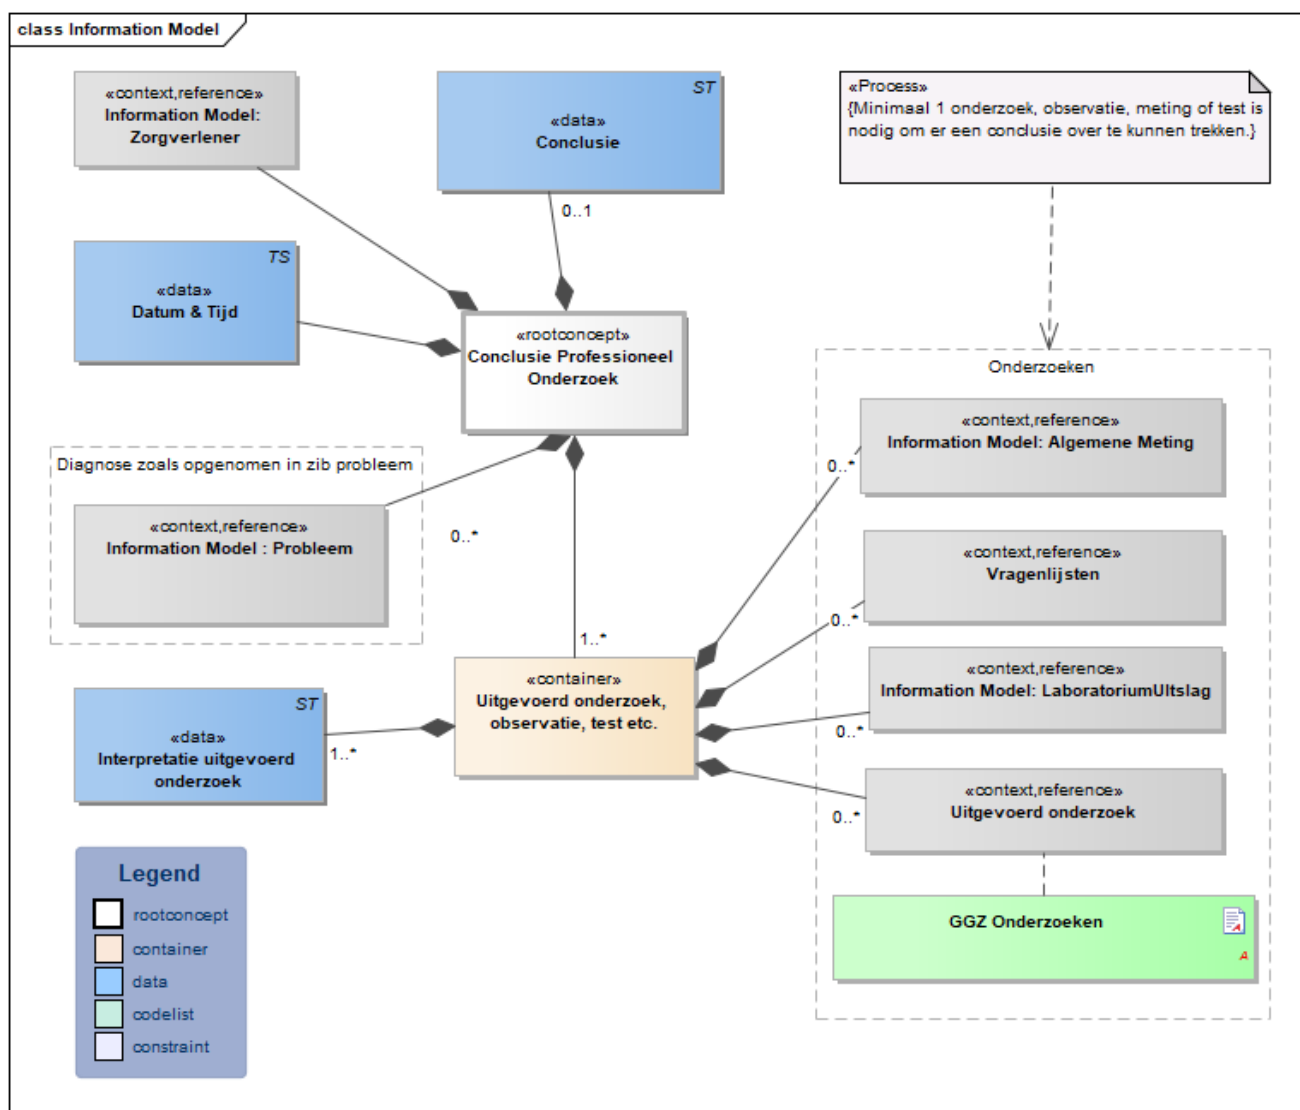 class Information Model
«context,reference»
Information Model:
Zorgverlener
ST
«data»
Conclusie
«Process»
{Minimaal 1 onderzoek, observatie, meting of test is
nodig om er een conclusie over te kunnen trekken.}
0..1
TS
«data»
Datum & Tijd
«rootconcept»
Conclusie Professioneel
Onderzoek
Onderzoeken
«context,reference»
Information Model: Algemene Meting
0..*
Diagnose zoals opgenomen in zib probleem
«context,reference»
Information Model : Probleem
0..*
«context,reference»
Vragenlijsten
0..*
1..*
«container»
Uitgevoerd onderzoek,
observatie, test etc.
«context,reference»
Information Model: LaboratoriumUItslag
0..*
ST
«data»
Interpretatie uitgevoerd
onderzoek
1..*
«context,reference»
Uitgevoerd onderzoek
0..*
GGZ Onderzoeken
A
Legend
rootconcept
container
data
codelist
constraint